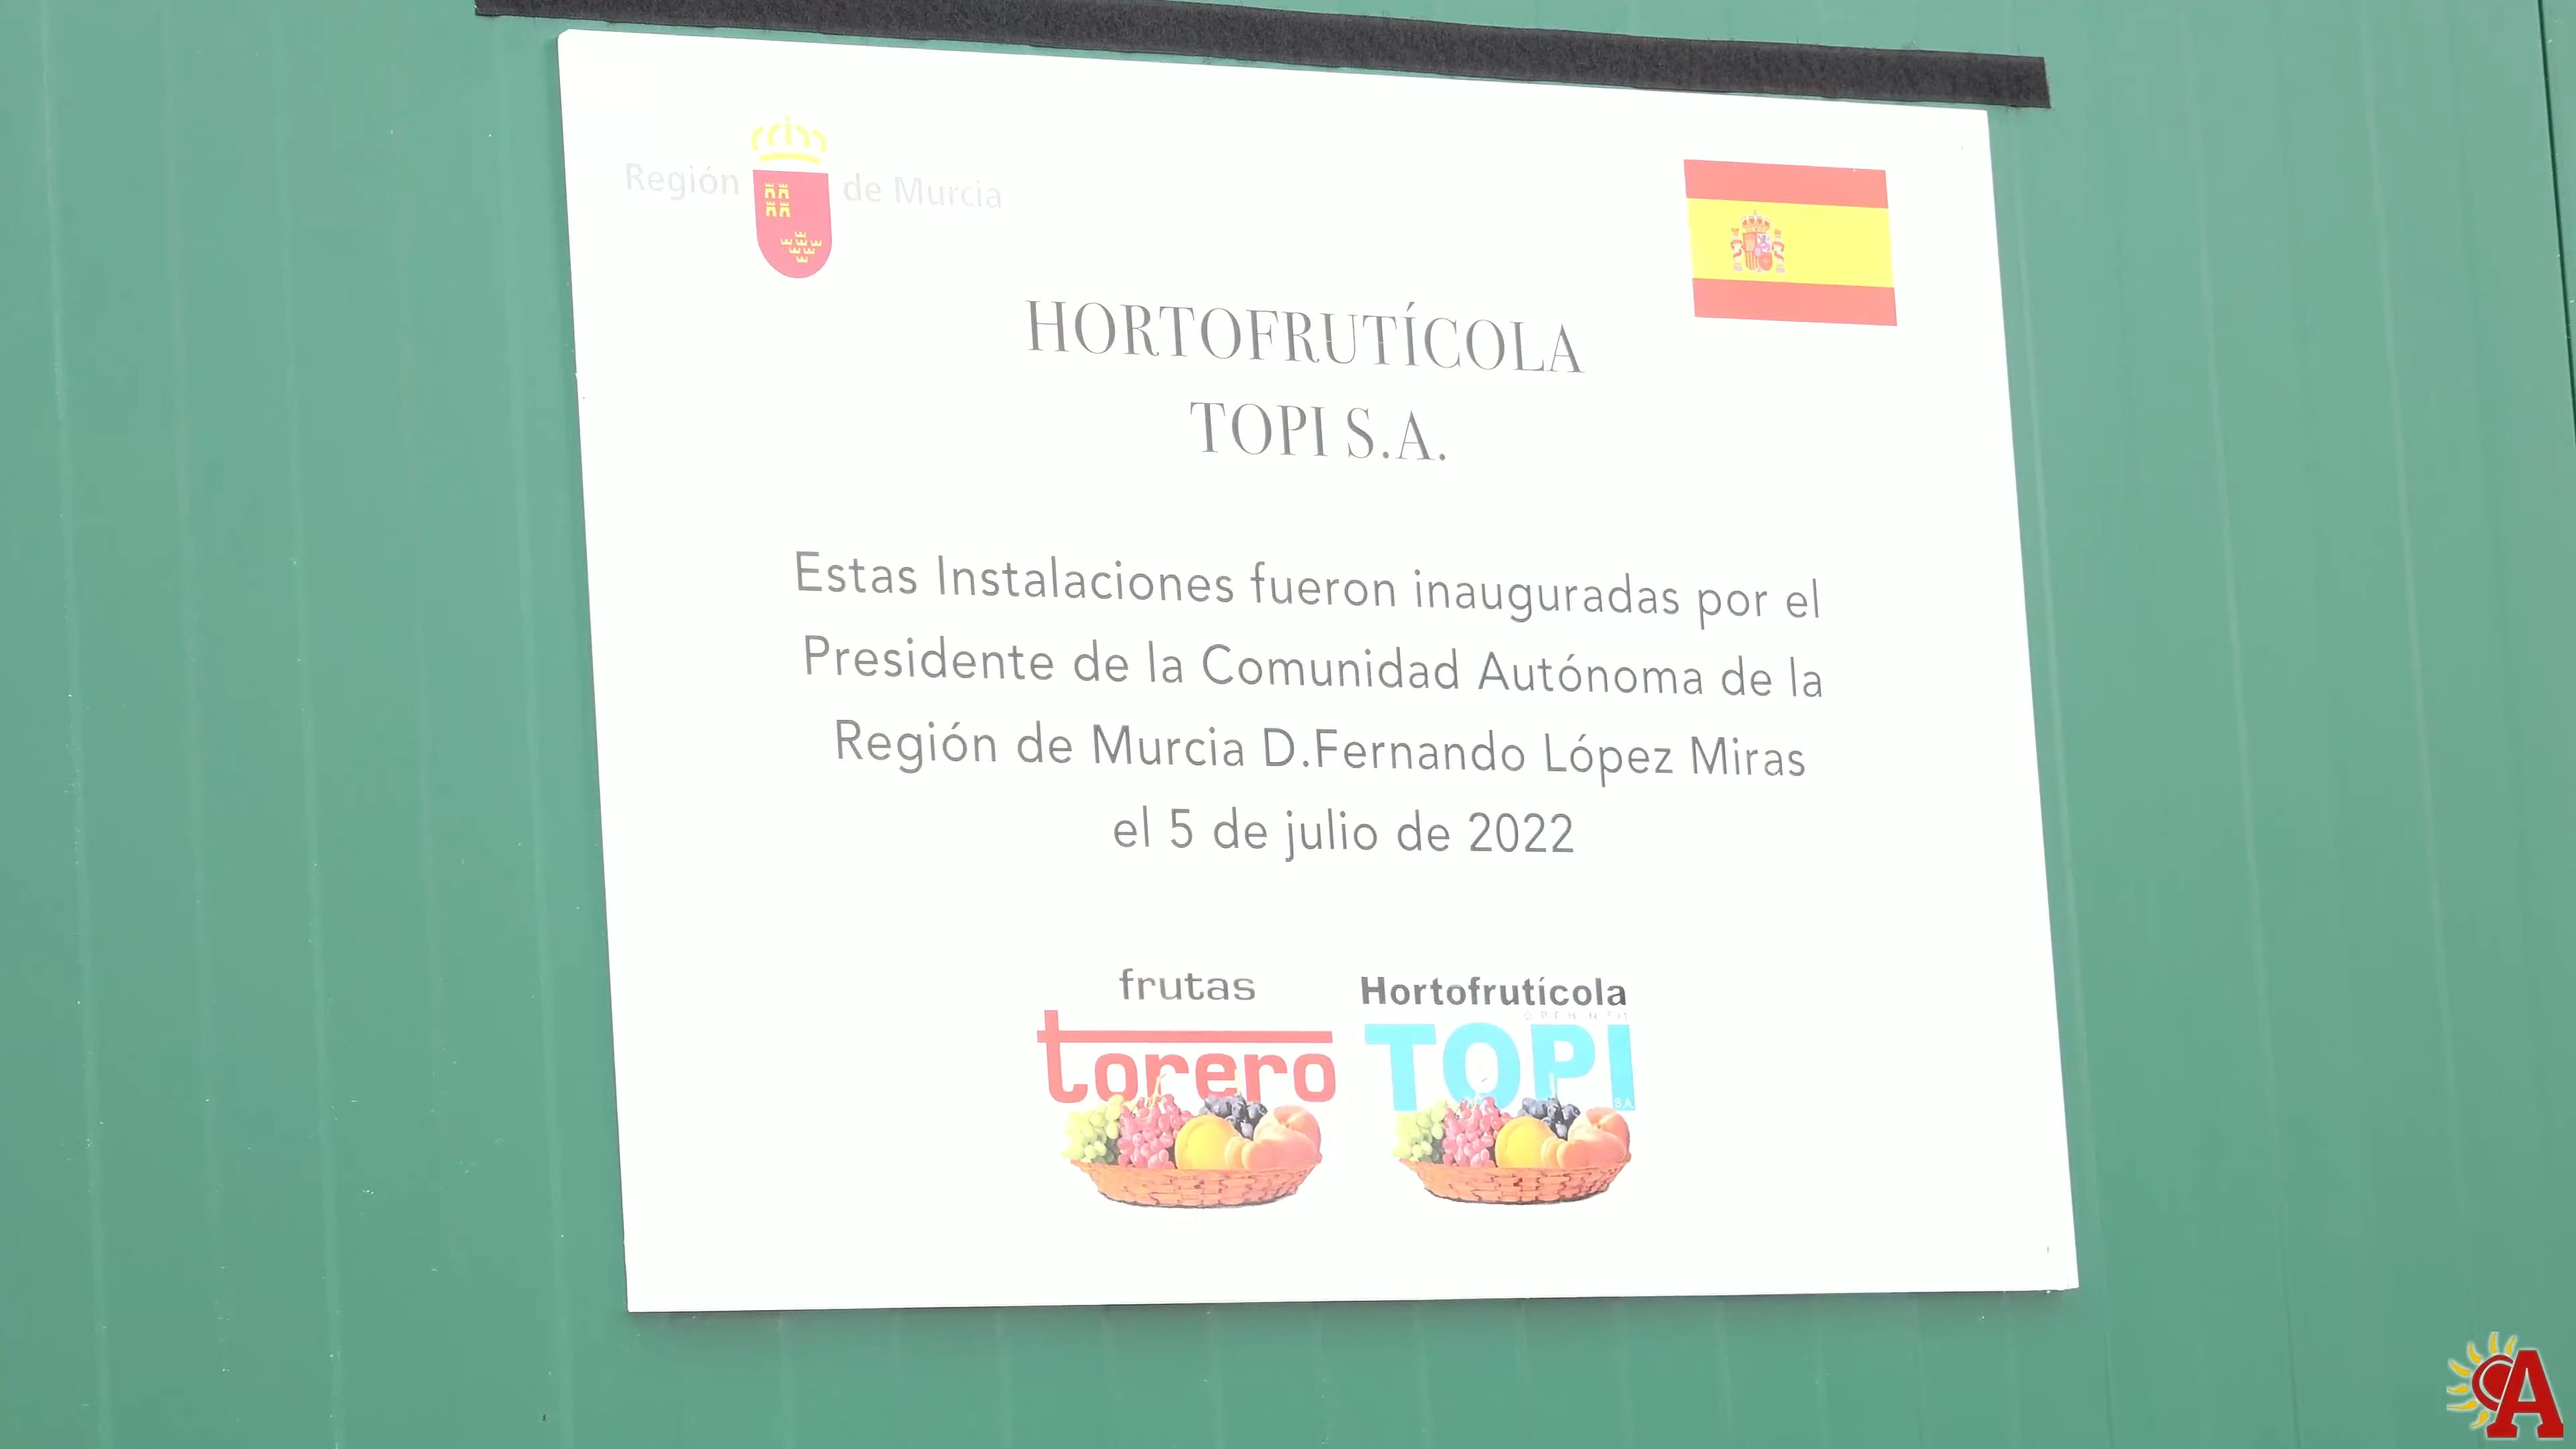 Región de Murcia
HORTOFRUTÍCOLA
TOPI S.A.
Estas Instalaciones fueron inauguradas por el
Presidente de la Comunidad Autónoma de la
Región de Murcia D.Fernando López Miras
el 5 de julio de 2022
frutas
torero
Hortofrutícola
TOPI
S.A.
A